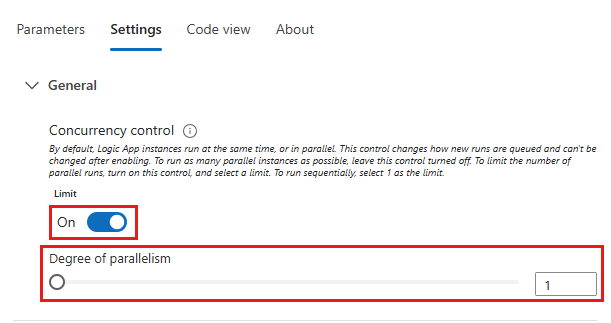 Parameters Settings Code view About
General
Concurrency control
By default, Logic App instances run at the same time, or in parallel. This control changes how new runs are queued and can't be
changed after enabling. To run as many parallel instances as possible, leave this control turned off. To limit the number of
parallel runs, turn on this control, and select a limit. To run sequentially, select 1 as the limit.
Limit
On
Degree of parallelism
1